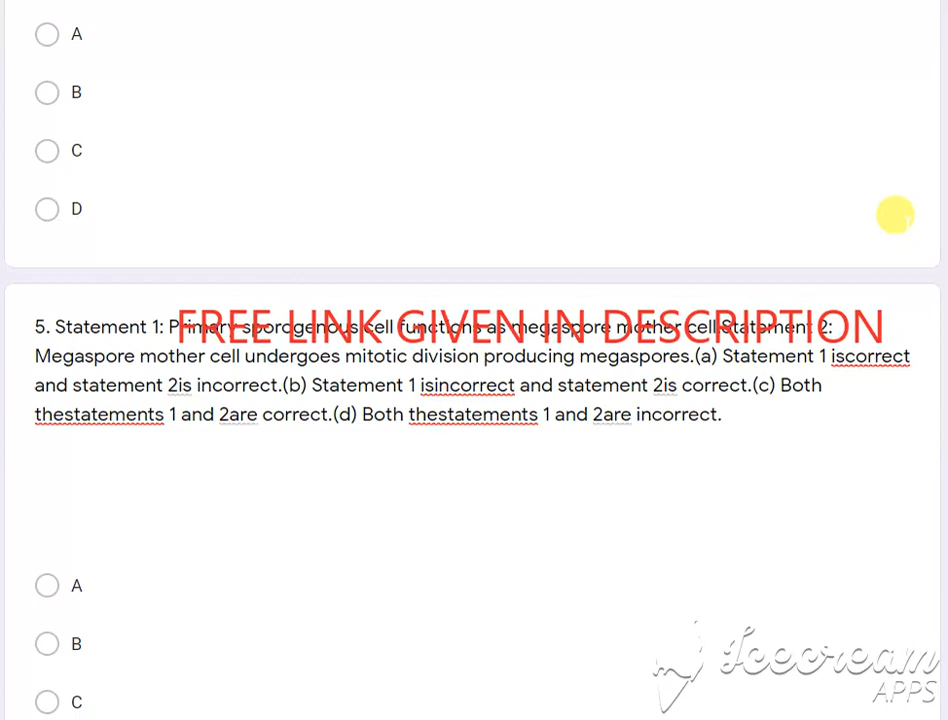 A
B
C
D
FREE LINK GIVEN IN DESCRIPTION
5. Statement 1: Primary sporogenous cell functions as megaspore mother cell.Statement 2:
Megaspore mother cell undergoes mitotic division producing megaspores.(a) Statement 1 iscorrect
and statement 2is incorrect.(b) Statement 1 isincorrect and statement 2is correct.(c) Both
thestatements 1 and 2are correct.(d) Both thestatements 1 and 2are incorrect.
A
B
C
Icecream
APPS